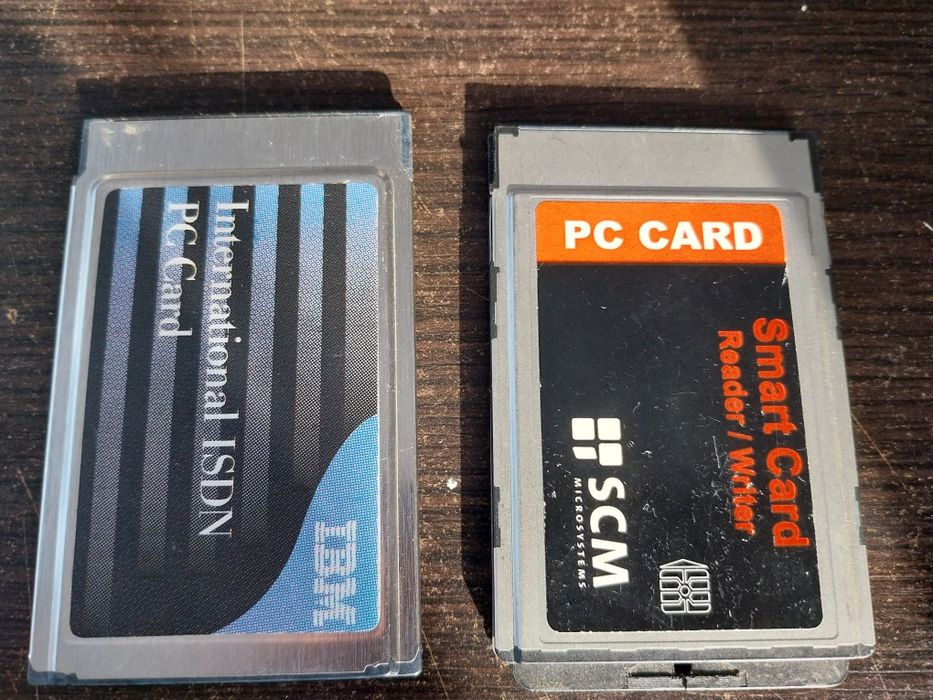 International ISDN
PC Card
IBM
PC CARD
Smart Card
Reader / Writer
SCM
MICROSYSTEMS